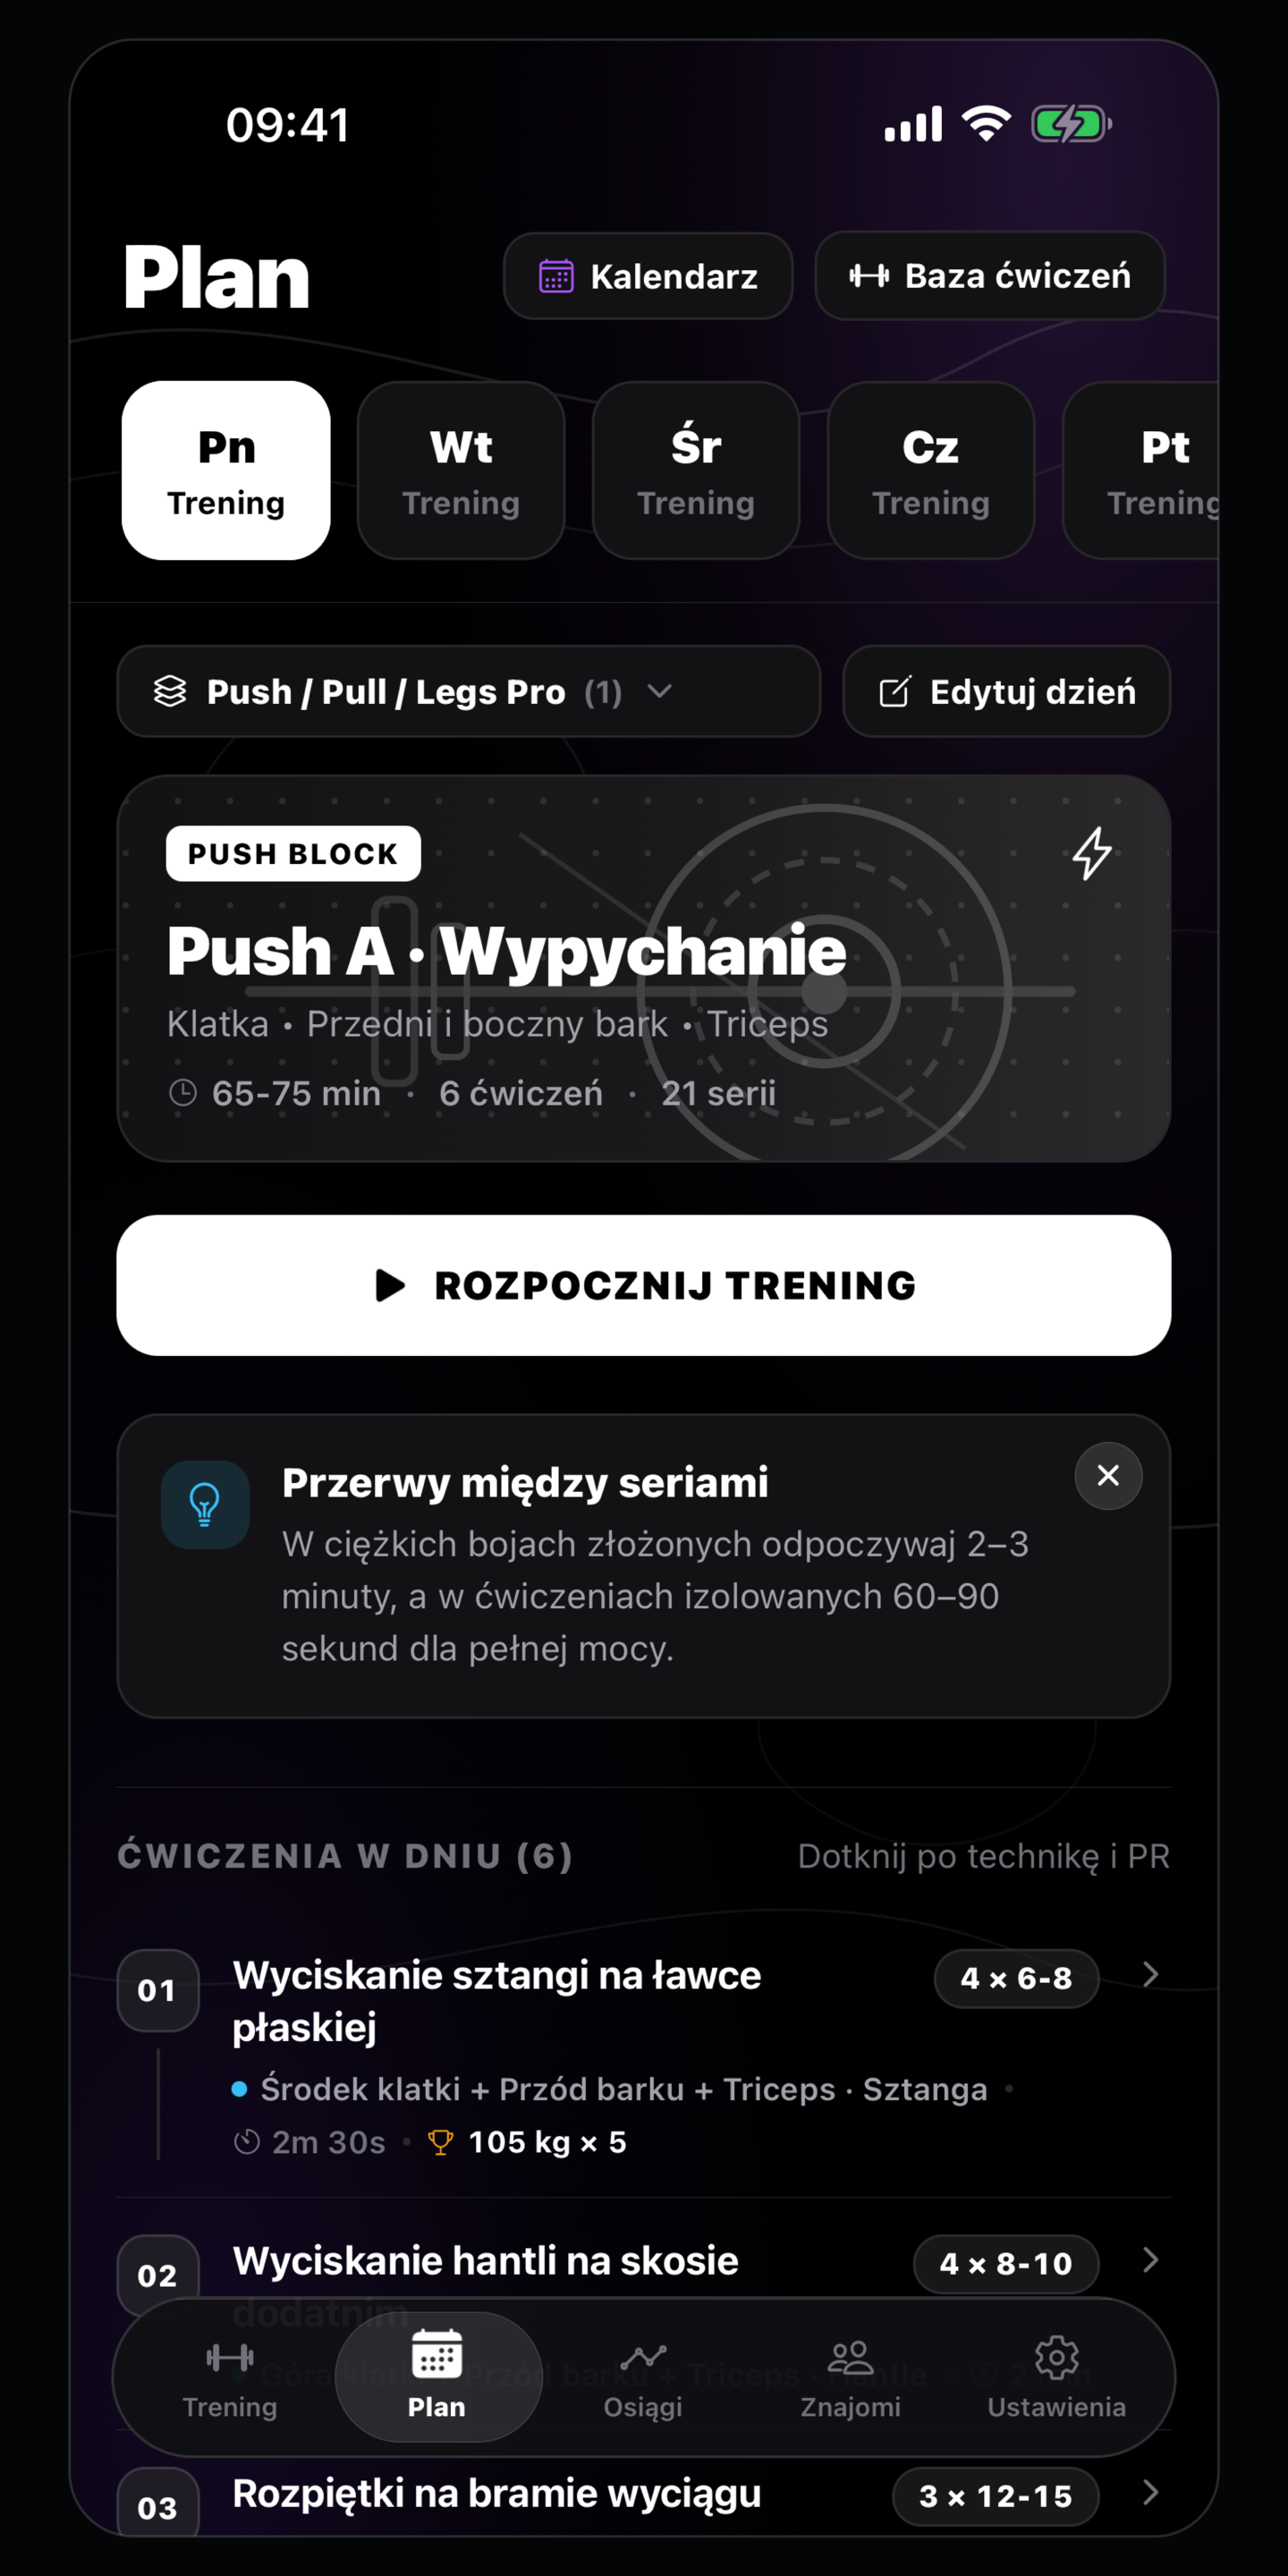 09:41
Plan
Kalendarz
Baza ćwiczeń
Pn
Trening
Wt
Trening
Śr
Trening
Cz
Trening
Pt
Trening
Push / Pull / Legs Pro (1)
Edytuj dzień
PUSH BLOCK
Push A · Wypychanie
Klatka • Przedni i boczny bark • Triceps
65-75 min · 6 ćwiczeń · 21 serii
ROZPOCZNIJ TRENING
Przerwy między seriami
W ciężkich bojach złożonych odpoczywaj 2–3
minuty, a w ćwiczeniach izolowanych 60–90
sekund dla pełnej mocy.
ĆWICZENIA W DNIU (6)
Dotknij po technikę i PR
01
Wyciskanie sztangi na ławce
płaskiej
4 × 6-8
Środek klatki + Przód barku + Triceps · Sztanga •
2m 30s • 105 kg × 5
02
Wyciskanie hantli na skosie
dodatnim
4 × 8-10
Przód barku + Triceps
Trening
Plan
Osiągi
Znajomi
Ustawienia
03
Rozpiętki na bramie wyciągu
3 × 12-15